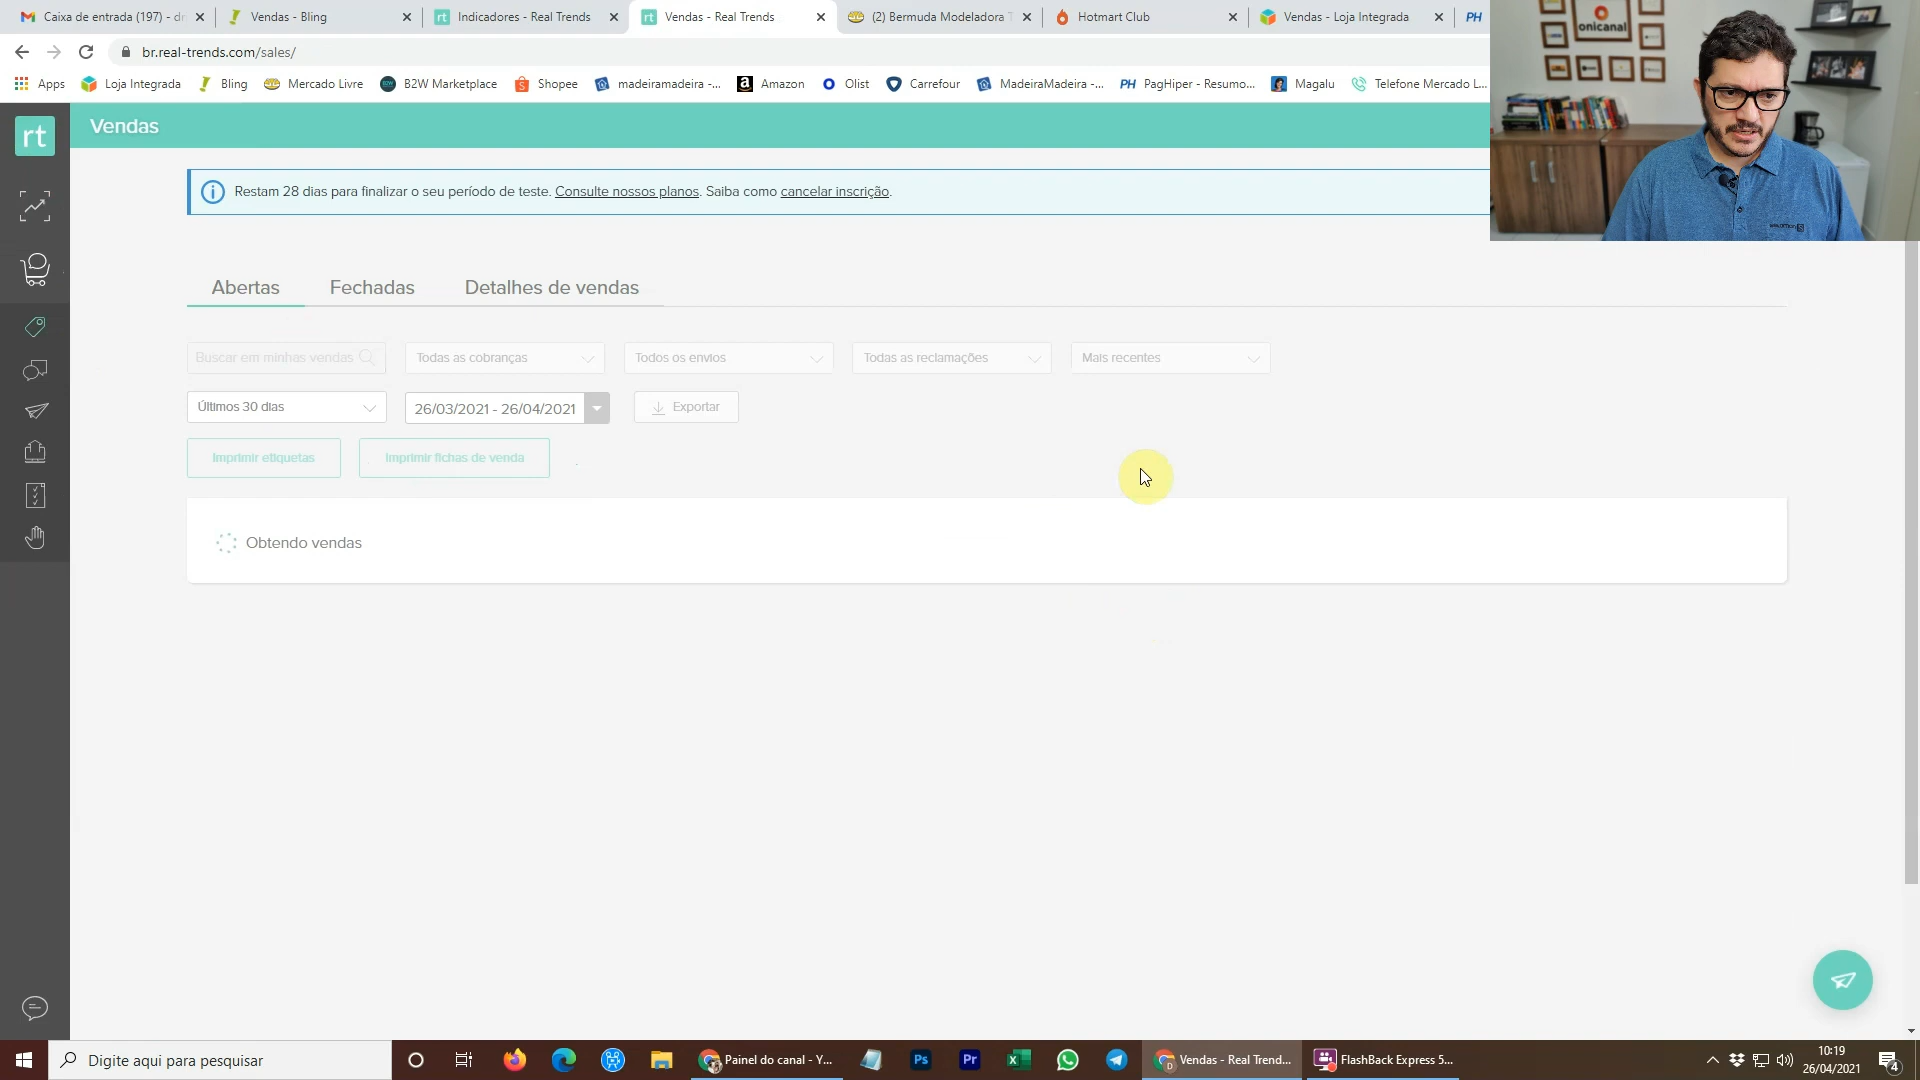 Caixa de entrada (197) - dr
Vendas - Bling
Indicadores - Real Trends
Vendas - Real Trends
(2) Bermuda Modeladora T
Hotmart Club
Vendas - Loja Integrada
PH
br.real-trends.com/sales/
Apps
Loja Integrada
Bling
Mercado Livre
B2W Marketplace
Shopee
madeiramadeira -...
Amazon
Olist
Carrefour
MadeiraMadeira -...
PH PagHiper - Resumo...
Magalu
Telefone Mercado L...
onicanal
rt
Vendas
Restam 28 dias para finalizar o seu período de teste. Consulte nossos planos. Saiba como cancelar inscrição.
Abertas
Fechadas
Detalhes de vendas
Buscar em minhas vendas
Todas as cobranças
Todos os envios
Todas as reclamações
Mais recentes
Últimos 30 dias
26/03/2021 - 26/04/2021
Exportar
Imprimir etiquetas
Imprimir fichas de venda
Obtendo vendas
Digite aqui para pesquisar
Painel do canal - Y...
Ps
Pr
Vendas - Real Trend...
FlashBack Express 5...
10:19
26/04/2021
4